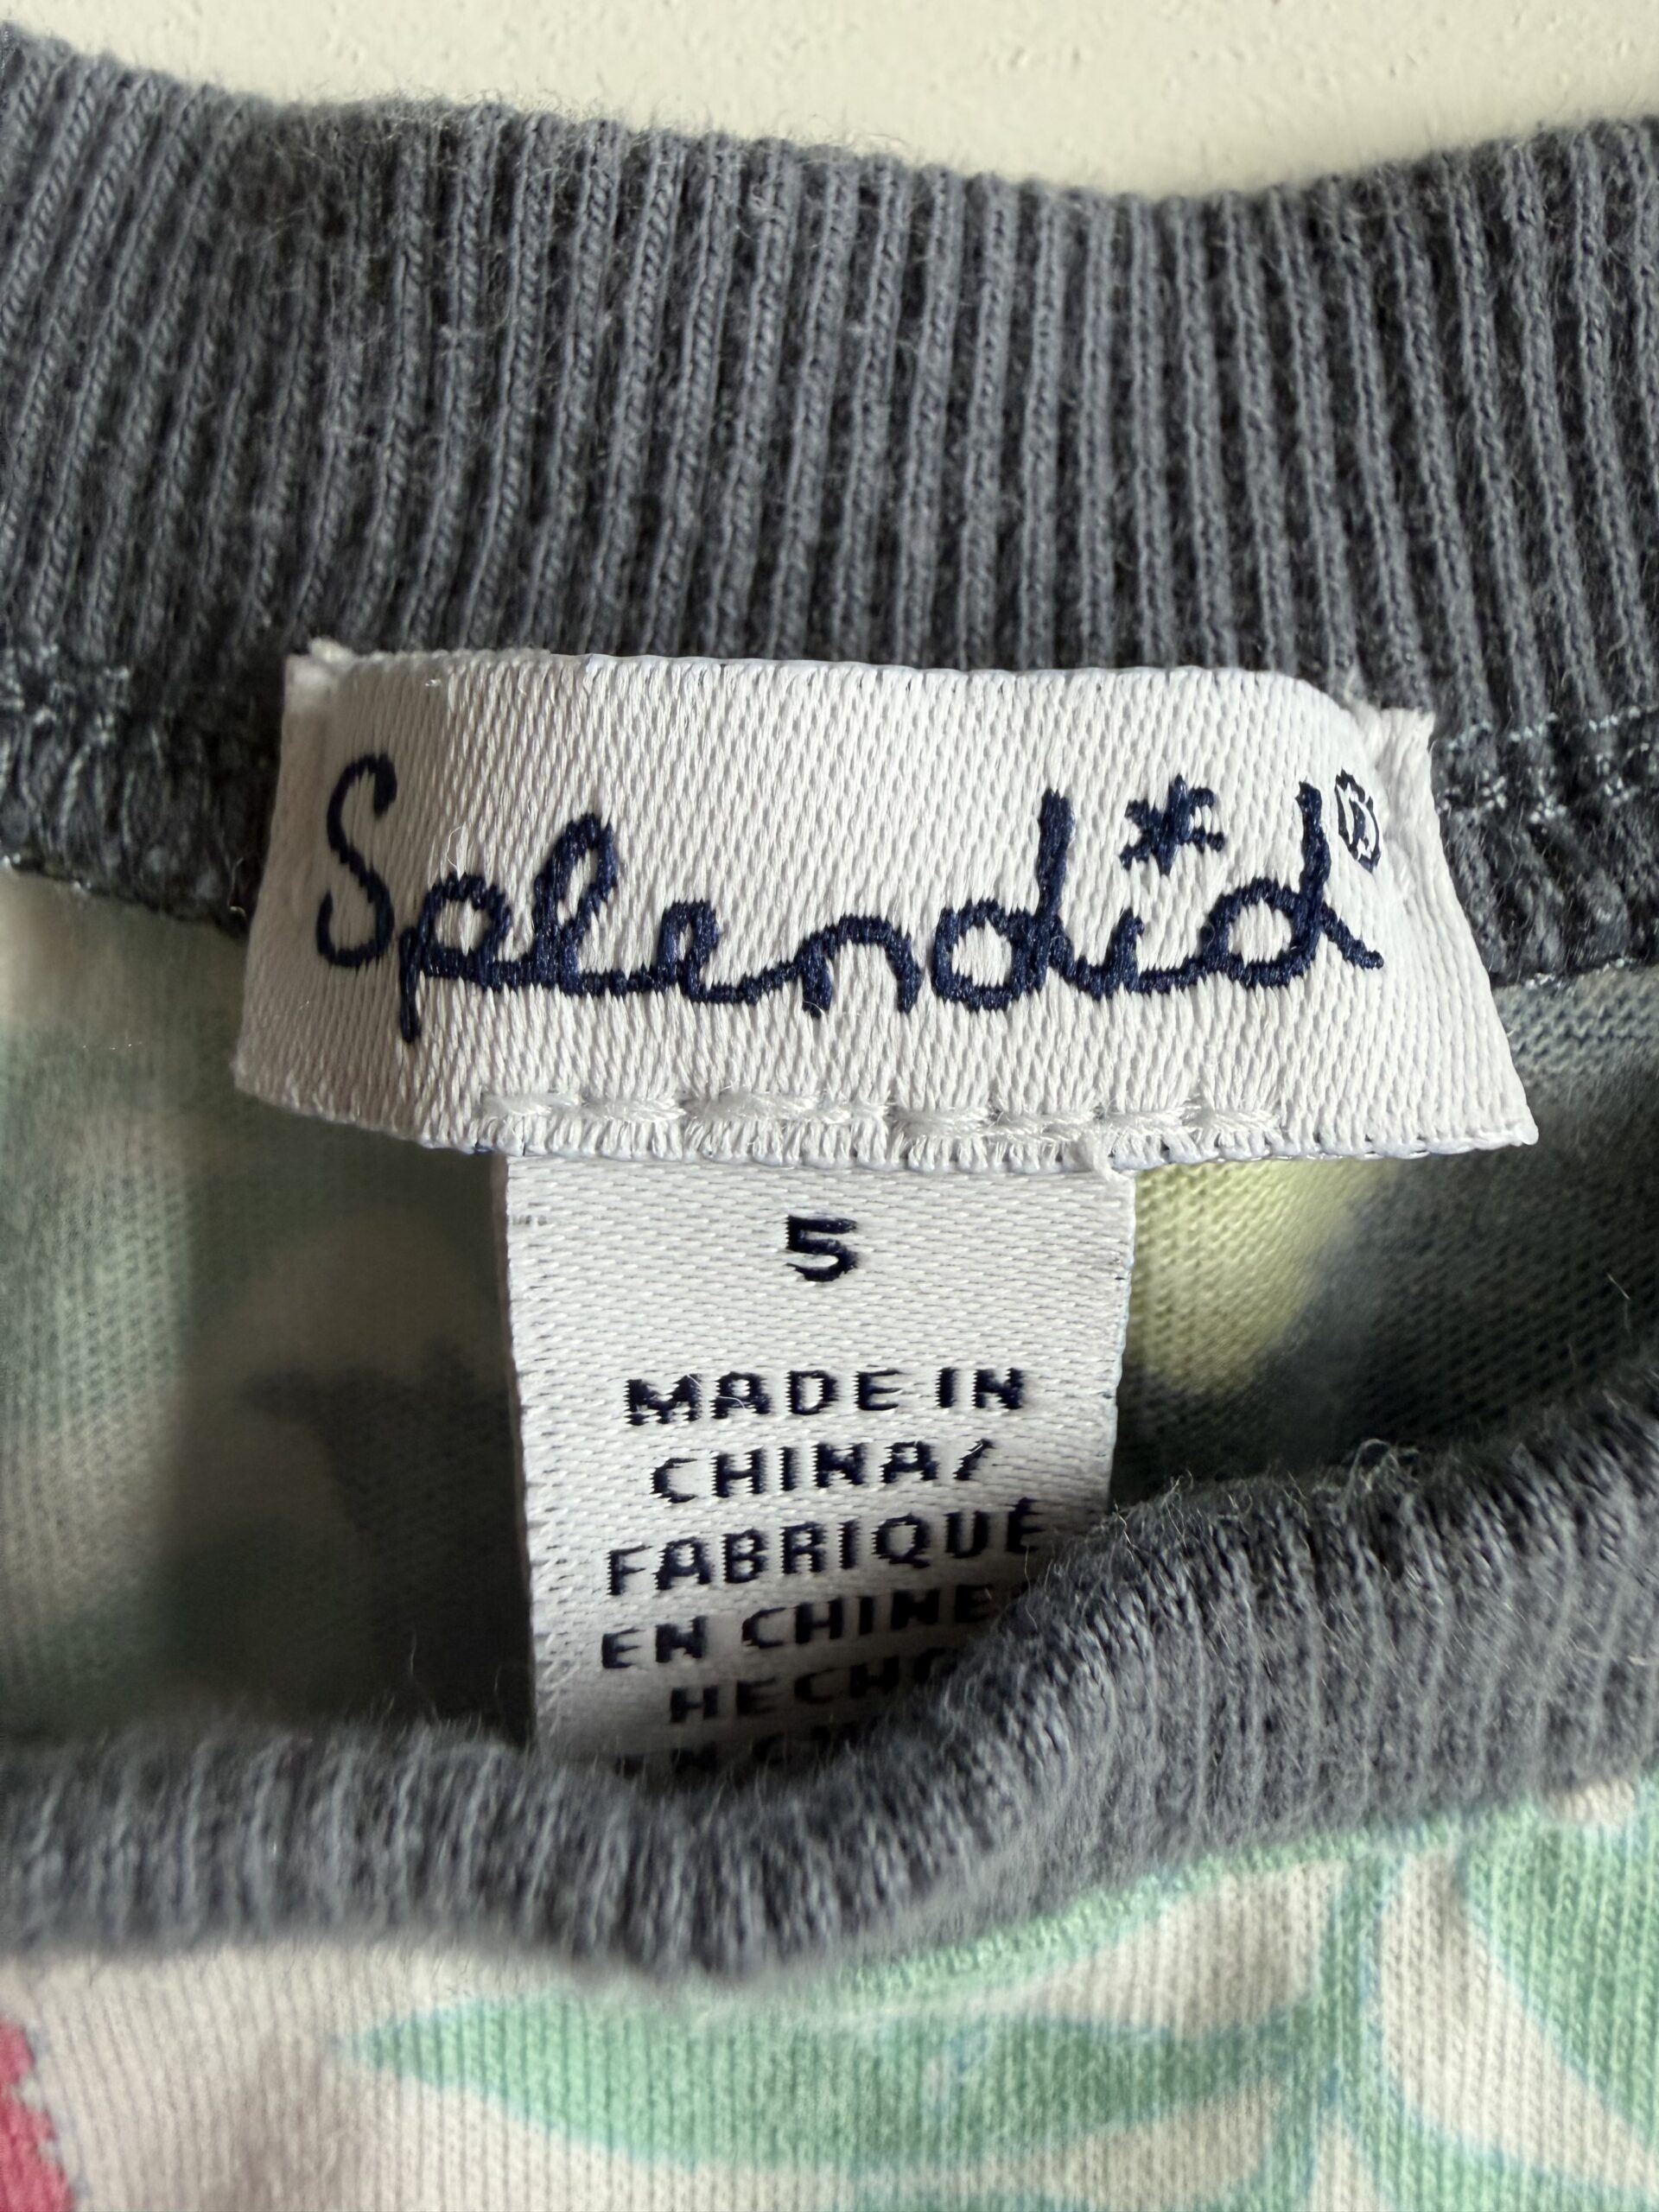 Splendid®
5
MADE IN
CHINA/
FABRIQUÉ
EN CHINE